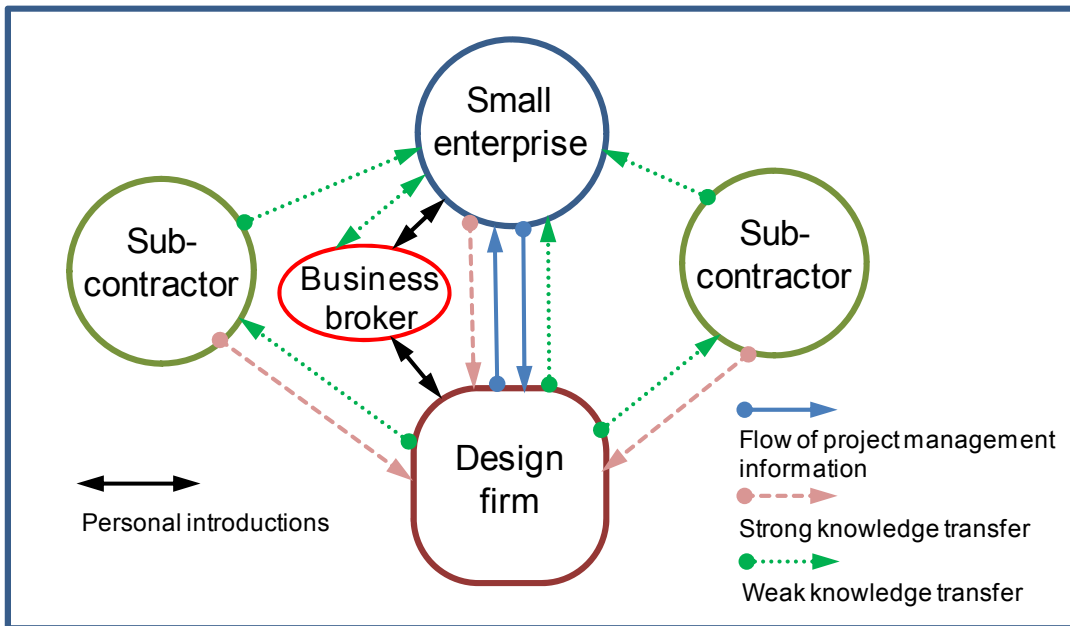 Small
enterprise
Sub-
contractor
Business
broker
Sub-
contractor
Design
firm
Personal introductions
Flow of project management
information
Strong knowledge transfer
Weak knowledge transfer